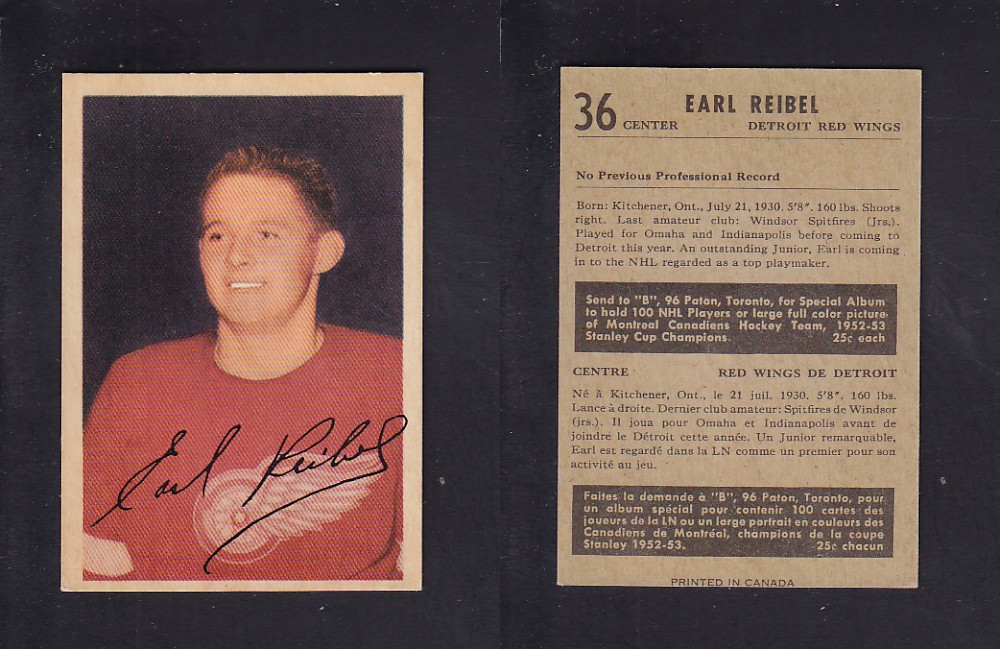 Earl Reibel
36
EARL REIBEL
CENTER DETROIT RED WINGS
No Previous Professional Record
Born: Kitchener, Ont., July 21, 1930. 5'8". 160 lbs. Shoots
right. Last amateur club: Windsor Spitfires (Jrs.).
Played for Omaha and Indianapolis before coming to
Detroit this year. An outstanding Junior, Earl is coming
in to the NHL regarded as a top playmaker.
Send to "B", 96 Paton, Toronto, for Special Album
to hold 100 NHL Players or large full color picture
of Montreal Canadiens Hockey Team, 1952-53
Stanley Cup Champions. 25¢ each
CENTRE RED WINGS DE DETROIT
Né à Kitchener, Ont., le 21 juil. 1930. 5'8". 160 lbs.
Lance à droite. Dernier club amateur: Spitfires de Windsor
(jrs.). Il joua pour Omaha et Indianapolis avant de
joindre le Détroit cette année. Un Junior remarquable,
Earl est regardé dans la LN comme un premier pour son
activité au jeu.
Faites la demande à "B", 96 Paton, Toronto, pour
un album spécial pour contenir 100 cartes des
joueurs de la LN ou un large portrait en couleurs des
Canadiens de Montréal, champions de la coupe
Stanley 1952-53. 25¢ chacun
PRINTED IN CANADA